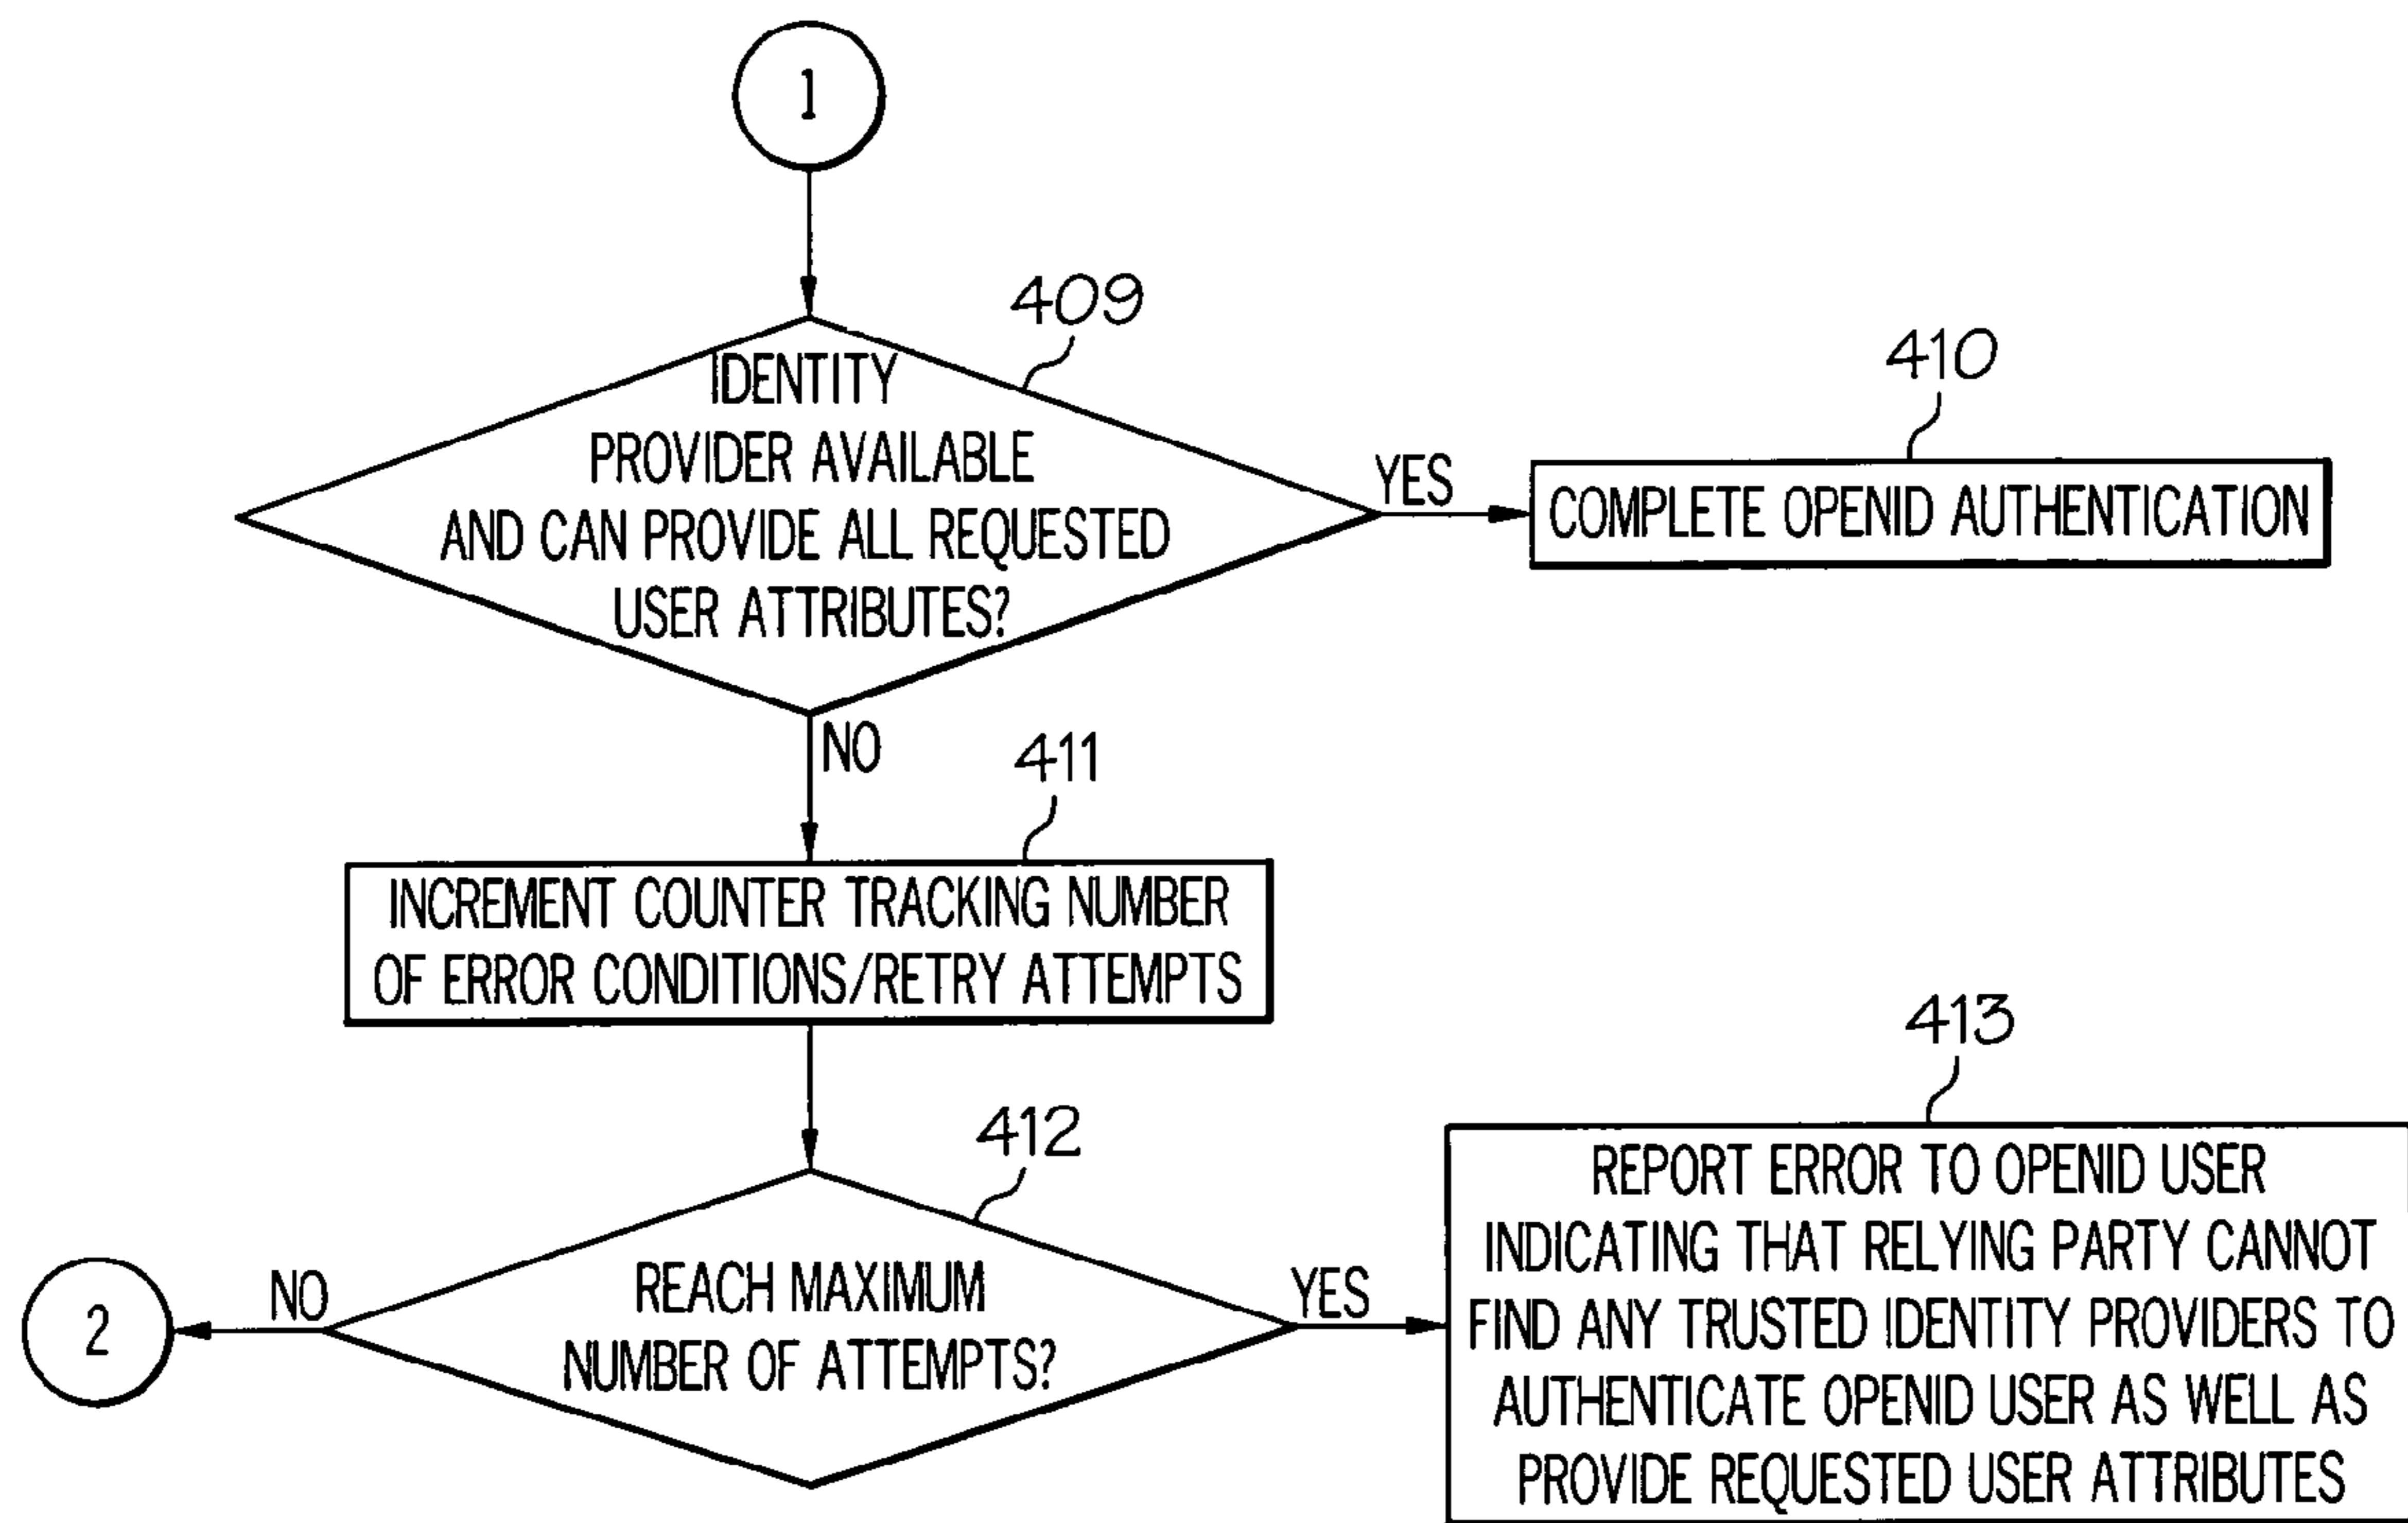 1
409
IDENTITY
PROVIDER AVAILABLE
AND CAN PROVIDE ALL REQUESTED
USER ATTRIBUTES?
YES
410
COMPLETE OPENID AUTHENTICATION
NO
411
INCREMENT COUNTER TRACKING NUMBER
OF ERROR CONDITIONS/RETRY ATTEMPTS
412
REACH MAXIMUM
NUMBER OF ATTEMPTS?
NO
2
YES
413
REPORT ERROR TO OPENID USER
INDICATING THAT RELYING PARTY CANNOT
FIND ANY TRUSTED IDENTITY PROVIDERS TO
AUTHENTICATE OPENID USER AS WELL AS
PROVIDE REQUESTED USER ATTRIBUTES